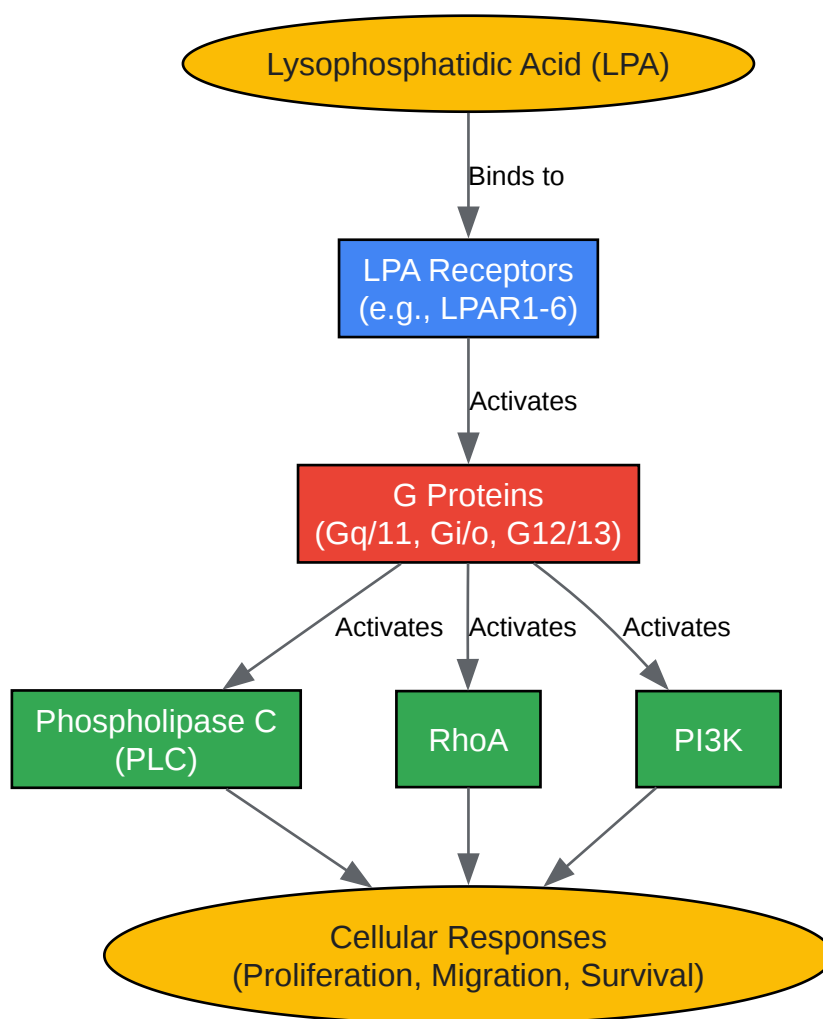 Lysophosphatidic Acid (LPA)
Binds to
LPA Receptors
(e.g., LPAR1-6)
Activates
G Proteins
(Gq/11, Gi/o, G12/13)
Activates
Activates
Activates
Phospholipase C
(PLC)
RhoA
PI3K
Cellular Responses
(Proliferation, Migration, Survival)